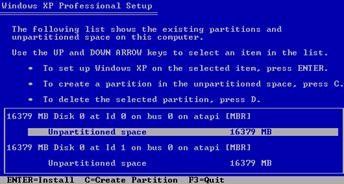 Windows XP Professional Setup
The following list shows the existing partitions and
unpartitioned space on this computer.
Use the UP and DOWN ARROW keys to select an item in the list.
• To set up Windows XP on the selected item, press ENTER.
• To create a partition in the unpartitioned space, press C.
• To delete the selected partition, press D.
16379 MB Disk 0 at Id 0 on bus 0 on atapi [MBR]
Unpartitioned space 16379 MB
16379 MB Disk 0 at Id 1 on bus 0 on atapi [MBR]
Unpartitioned space 16379 MB
ENTER=Install C=Create Partition F3=Quit